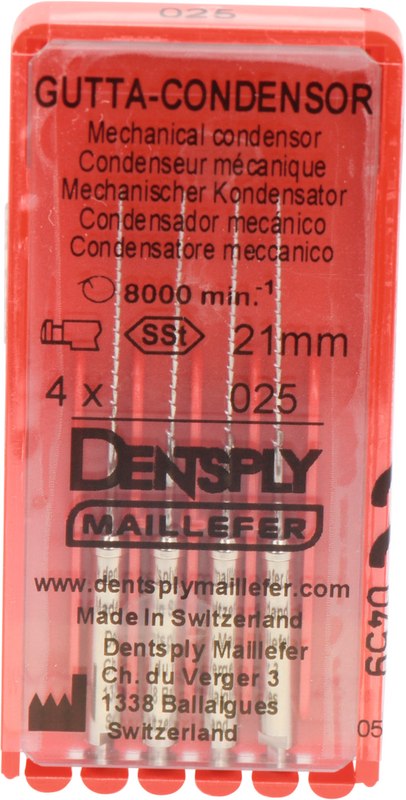 025
GUTTA-CONDENSOR
Mechanical condensor
Condenseur mécanique
Mechanischer Kondensator
Condensador mecánico
Condensatore meccanico
8000 min.⁻¹
SSt 21mm
4 x 025
DENTSPLY
MAILLEFER
www.dentsplymaillefer.com
Made In Switzerland
Dentsply Maillefer
Ch. du Verger 3
1338 Ballaigues
Switzerland
0459
05